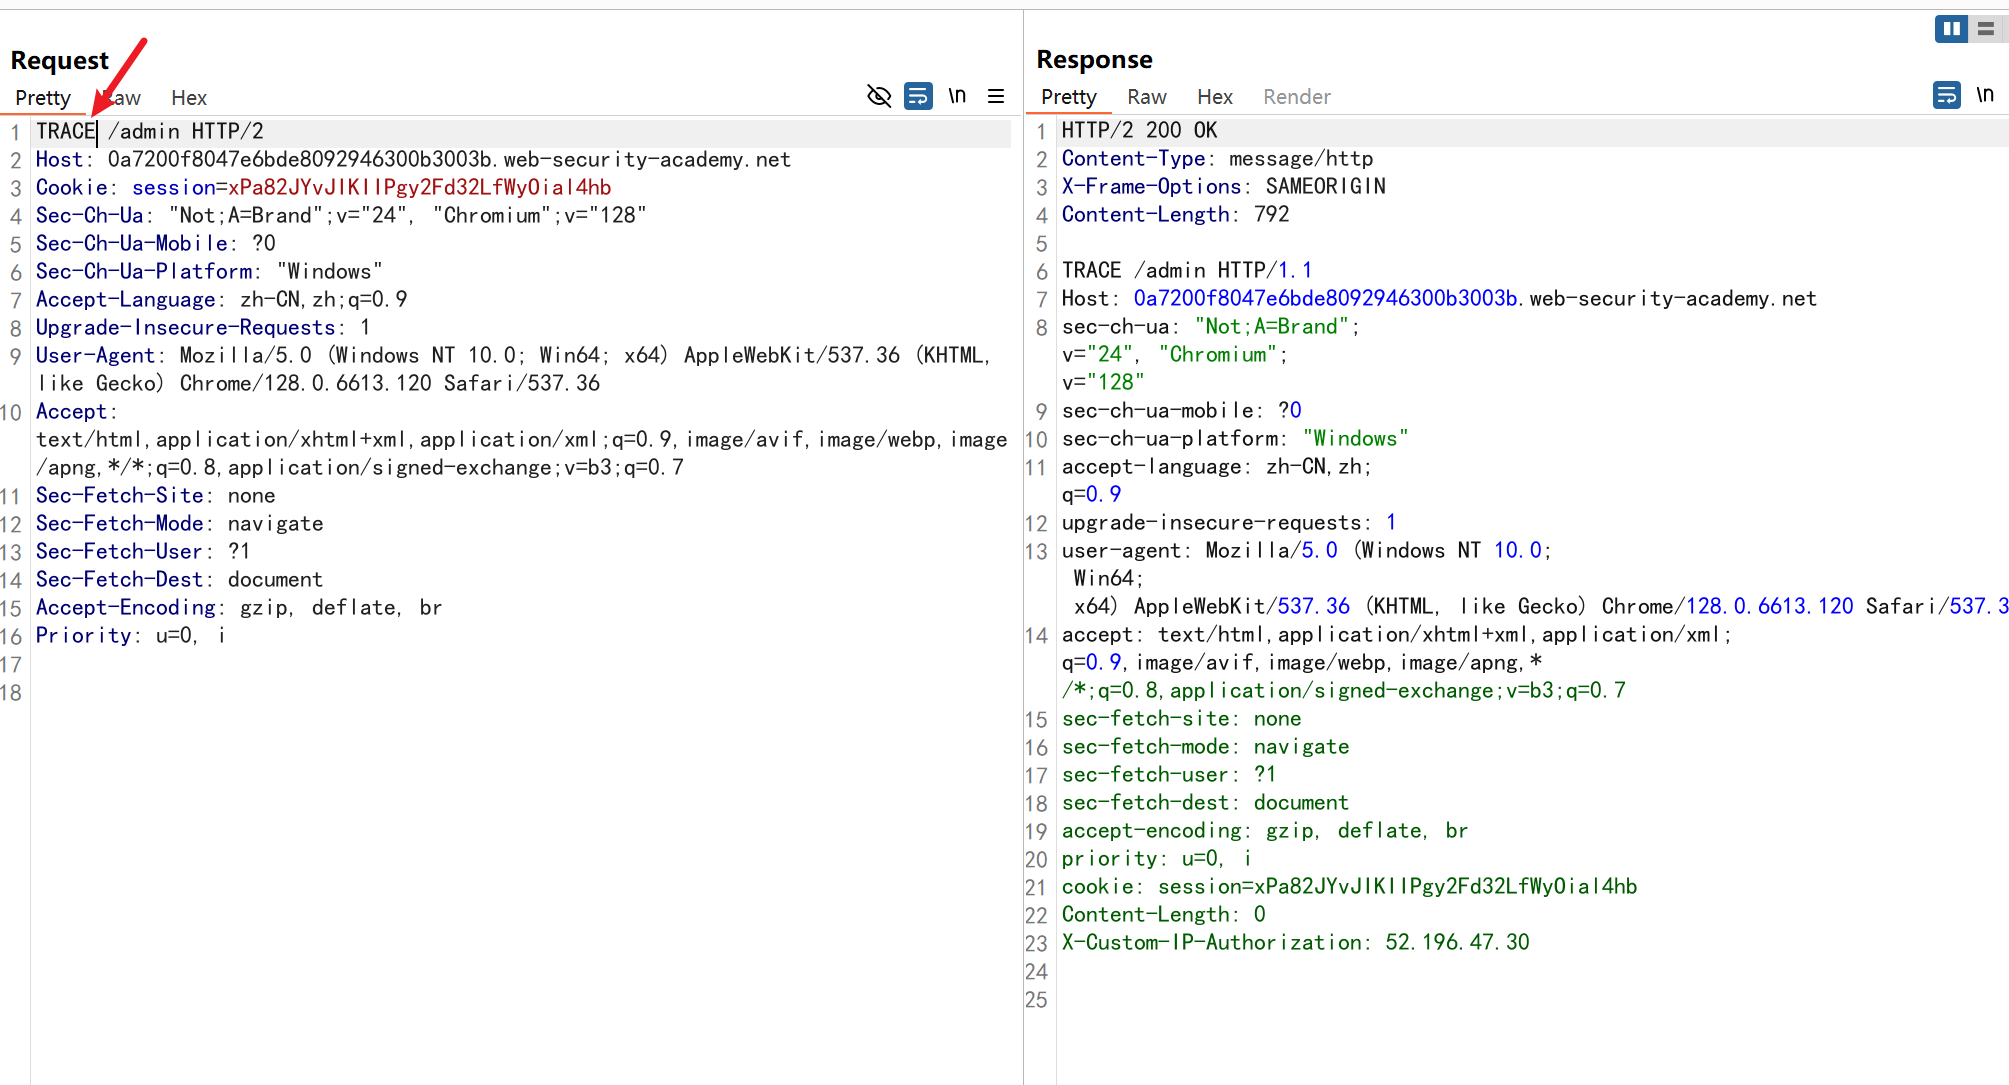 Request
Pretty Raw Hex
\n
1 TRACE /admin HTTP/2
2 Host: 0a7200f8047e6bde8092946300b3003b.web-security-academy.net
3 Cookie: session=xPa82JYvJIKIIPgy2Fd32LfWyOial4hb
4 Sec-Ch-Ua: "Not;A=Brand";v="24", "Chromium";v="128"
5 Sec-Ch-Ua-Mobile: ?0
6 Sec-Ch-Ua-Platform: "Windows"
7 Accept-Language: zh-CN,zh;q=0.9
8 Upgrade-Insecure-Requests: 1
9 User-Agent: Mozilla/5.0 (Windows NT 10.0; Win64; x64) AppleWebKit/537.36 (KHTML,
like Gecko) Chrome/128.0.6613.120 Safari/537.36
10 Accept:
text/html,application/xhtml+xml,application/xml;q=0.9,image/avif,image/webp,image
/apng,*/*;q=0.8,application/signed-exchange;v=b3;q=0.7
11 Sec-Fetch-Site: none
12 Sec-Fetch-Mode: navigate
13 Sec-Fetch-User: ?1
14 Sec-Fetch-Dest: document
15 Accept-Encoding: gzip, deflate, br
16 Priority: u=0, i
17
18
Response
Pretty Raw Hex Render
\n
1 HTTP/2 200 OK
2 Content-Type: message/http
3 X-Frame-Options: SAMEORIGIN
4 Content-Length: 792
5
6 TRACE /admin HTTP/1.1
7 Host: 0a7200f8047e6bde8092946300b3003b.web-security-academy.net
8 sec-ch-ua: "Not;A=Brand";
v="24", "Chromium";
v="128"
9 sec-ch-ua-mobile: ?0
10 sec-ch-ua-platform: "Windows"
11 accept-language: zh-CN,zh;
q=0.9
12 upgrade-insecure-requests: 1
13 user-agent: Mozilla/5.0 (Windows NT 10.0;
Win64;
x64) AppleWebKit/537.36 (KHTML, like Gecko) Chrome/128.0.6613.120 Safari/537.3
14 accept: text/html,application/xhtml+xml,application/xml;
q=0.9,image/avif,image/webp,image/apng,*
/*;q=0.8,application/signed-exchange;v=b3;q=0.7
15 sec-fetch-site: none
16 sec-fetch-mode: navigate
17 sec-fetch-user: ?1
18 sec-fetch-dest: document
19 accept-encoding: gzip, deflate, br
20 priority: u=0, i
21 cookie: session=xPa82JYvJIKIIPgy2Fd32LfWyOial4hb
22 Content-Length: 0
23 X-Custom-IP-Authorization: 52.196.47.30
24
25